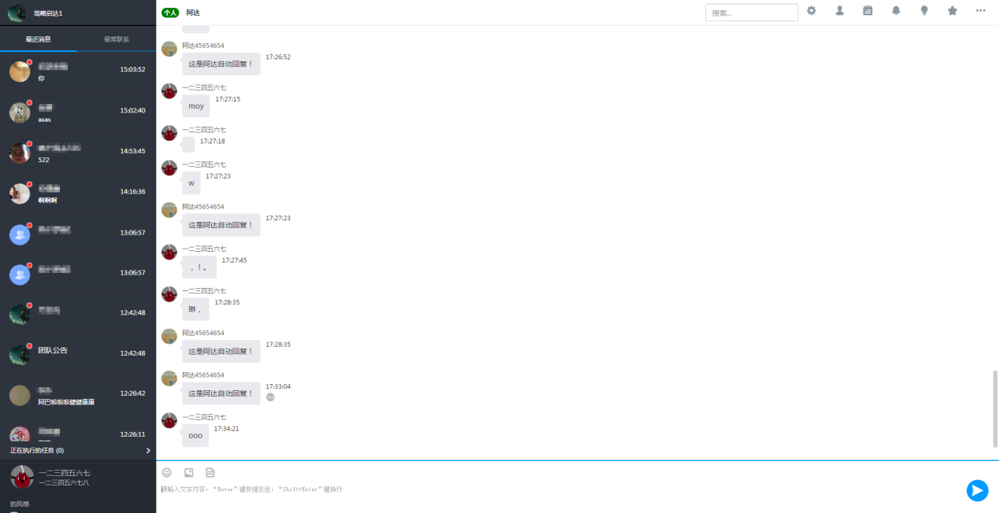 高略启达1
最近消息 最常联系
15:03:52
你
15:02:40
asas
14:53:45
522
14:16:36
啊啊啊
13:06:57
13:06:57
12:42:48
团队公告 12:42:48
12:26:42
阿巴啦啦啦健健康康
12:26:11
正在执行的任务 (0)
一二三四五六七
一二三四五六七八
的风格
个人 阿达
搜索...
阿达45654654
这是阿达自动回复！ 17:26:52
一二三四五六七
moy 17:27:15
一二三四五六七
17:27:18
一二三四五六七
w 17:27:23
阿达45654654
这是阿达自动回复！ 17:27:23
一二三四五六七
，！。 17:27:45
一二三四五六七
琳， 17:28:35
阿达45654654
这是阿达自动回复！ 17:28:35
阿达45654654
这是阿达自动回复！ 17:33:04
一二三四五六七
ooo 17:34:21
请输入文字内容，“Enter”键快捷发送，“Shift+Enter”键换行